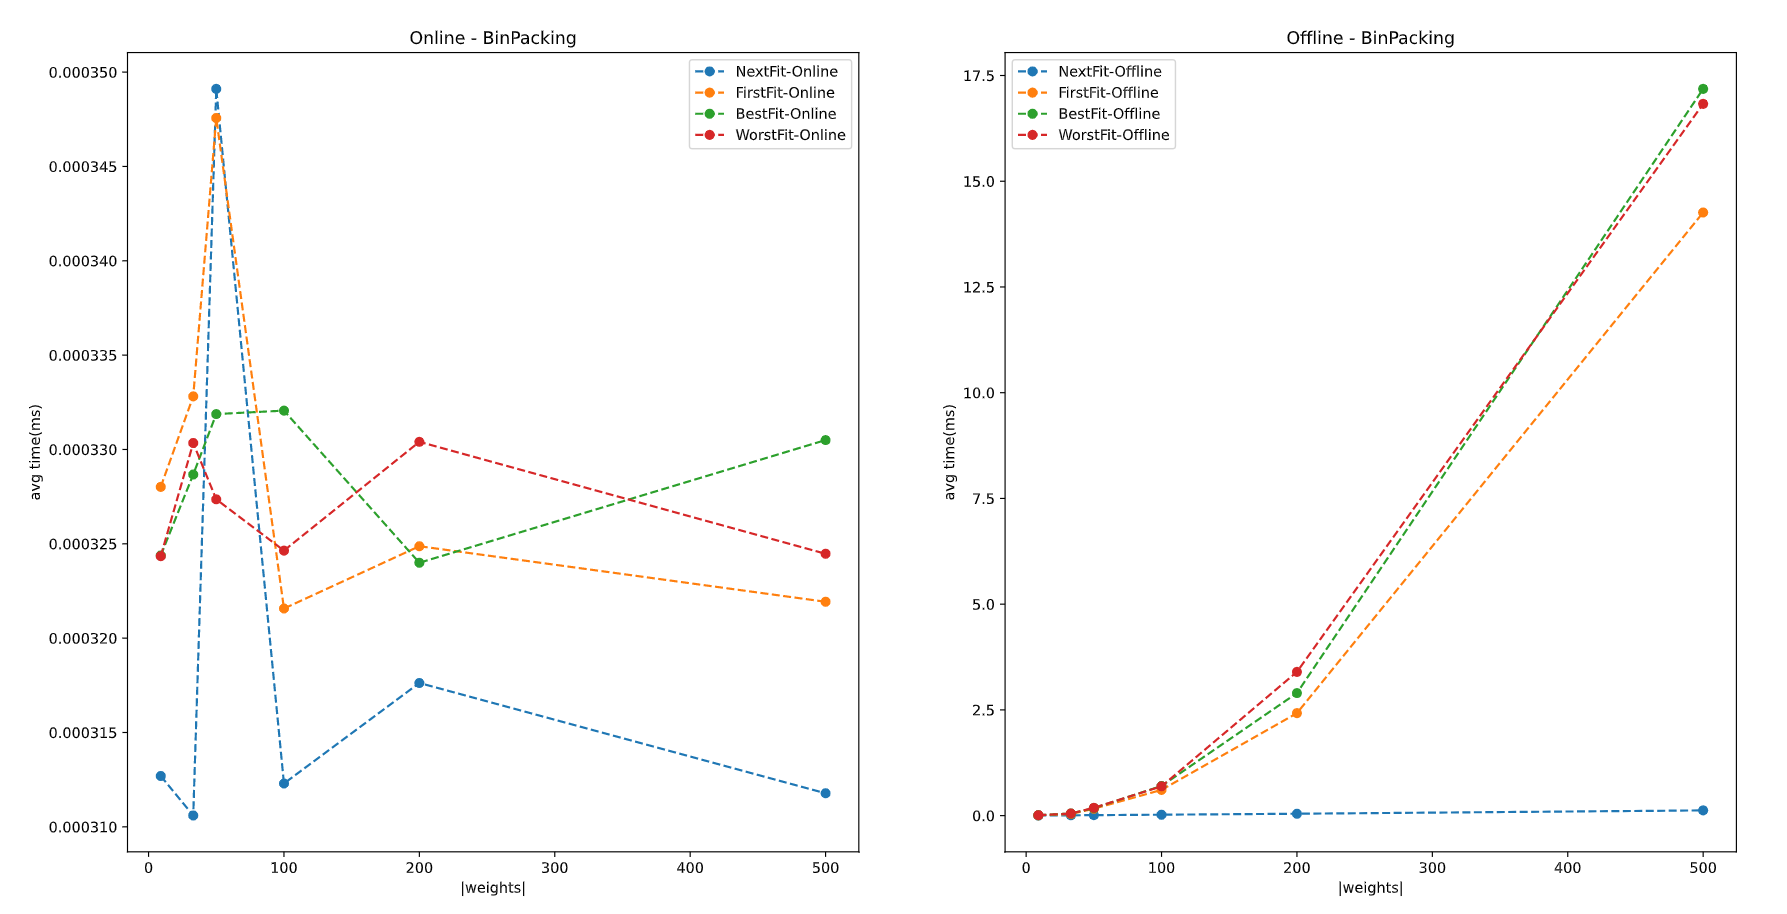 Online - BinPacking
0.000350
0.000345
0.000340
0.000335
0.000330
0.000325
0.000320
0.000315
0.000310
avg time(ms)
NextFit-Online
FirstFit-Online
BestFit-Online
WorstFit-Online
0 100 200 300 400 500
|weights|
Offline - BinPacking
17.5
15.0
12.5
10.0
7.5
5.0
2.5
0.0
avg time(ms)
NextFit-Offline
FirstFit-Offline
BestFit-Offline
WorstFit-Offline
0 100 200 300 400 500
|weights|